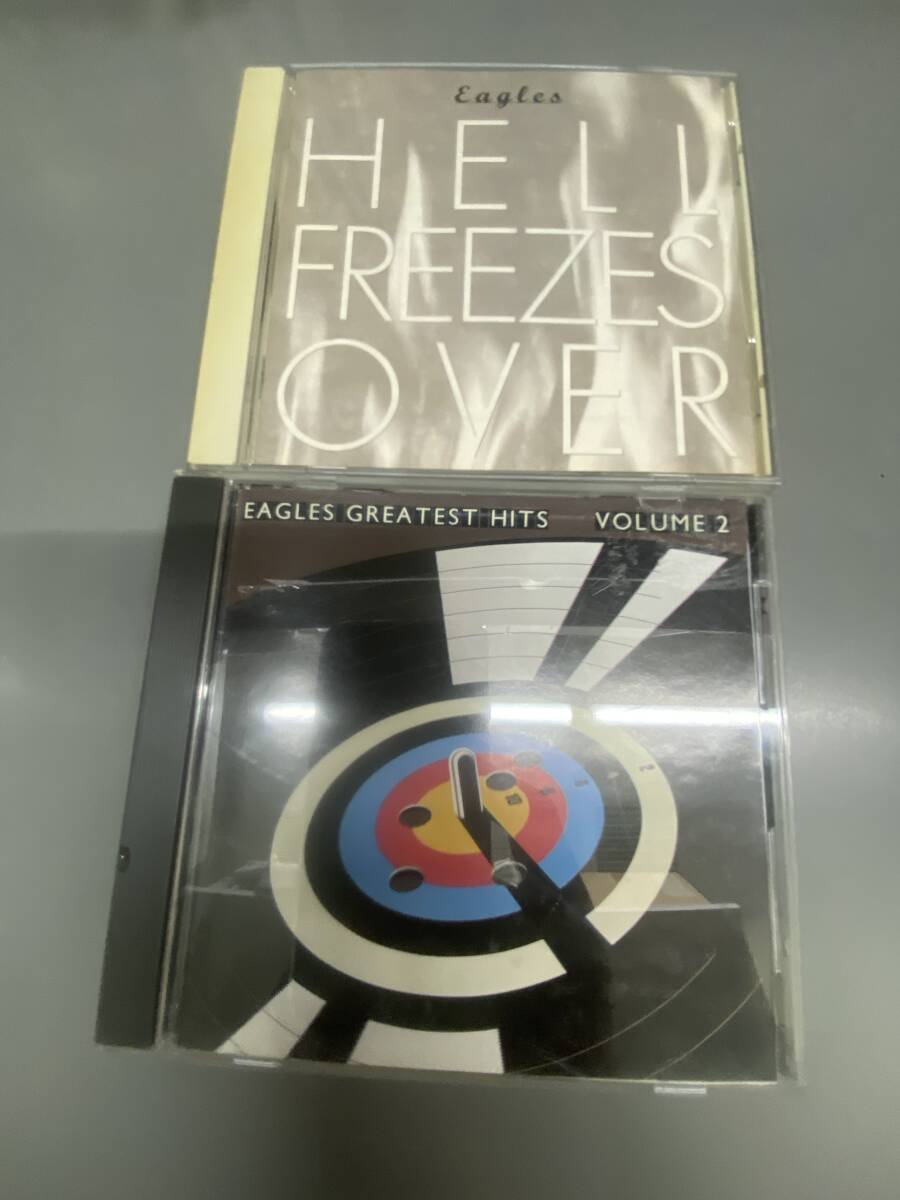 Eagles
HELL
FREEZES
OVER
EAGLES GREATEST HITS VOLUME 2